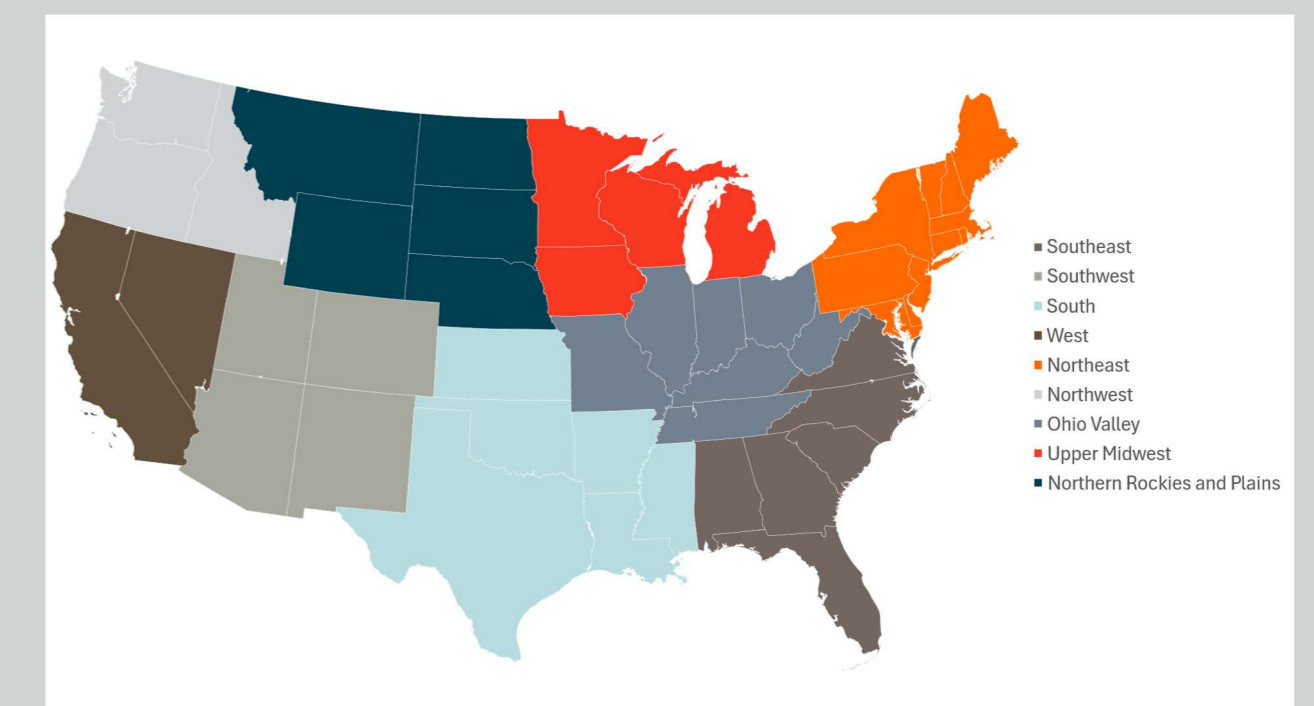 Southeast
Southwest
South
West
Northeast
Northwest
Ohio Valley
Upper Midwest
Northern Rockies and Plains